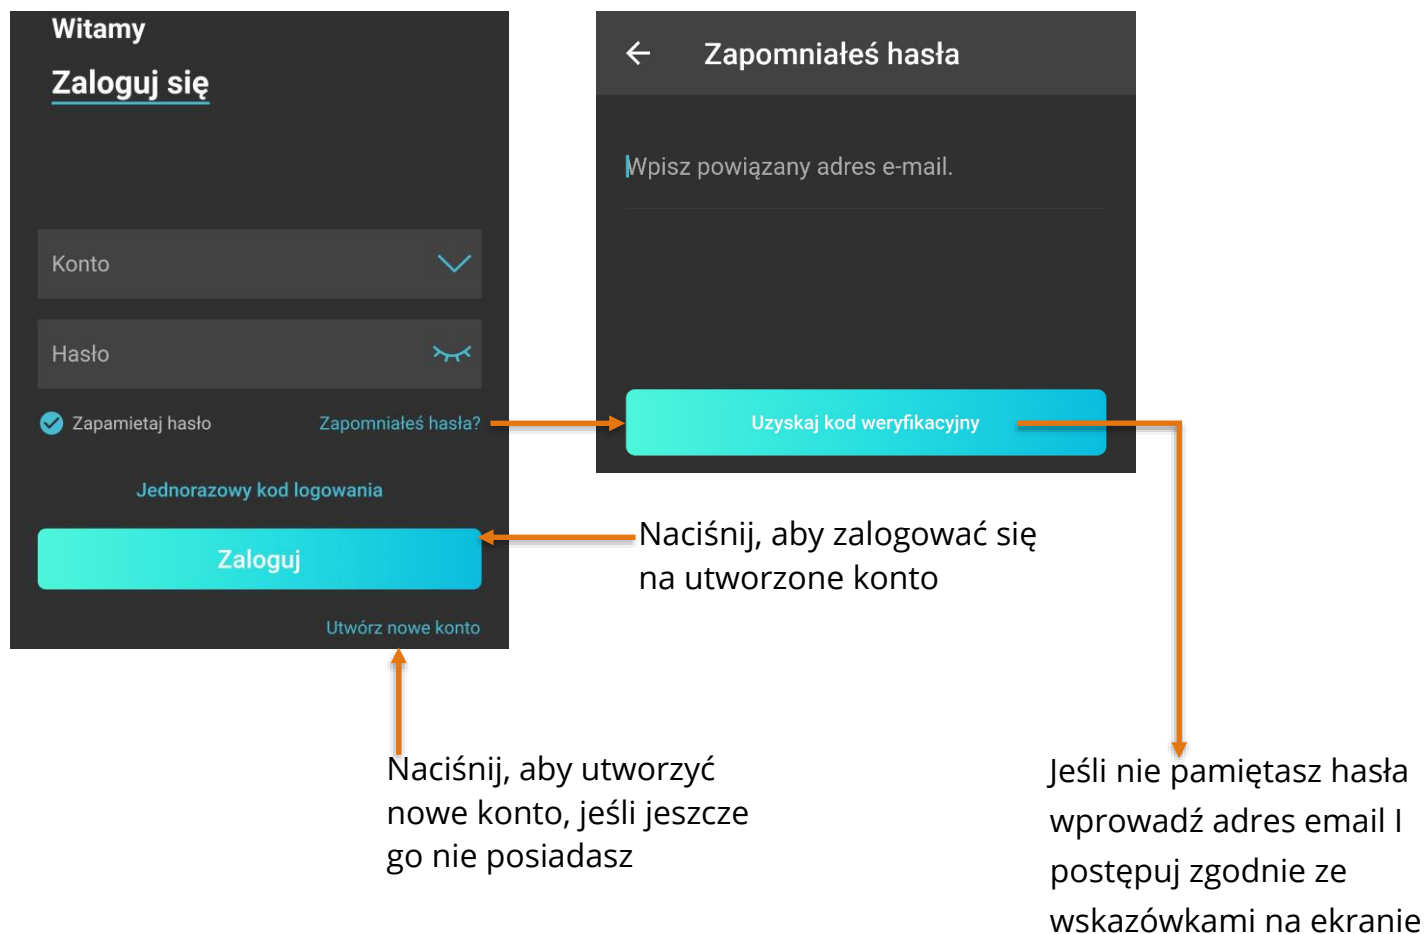 Witamy
Zaloguj się
Konto
Hasło
Zapamietaj hasło
Zapomniałeś hasła?
Jednorazowy kod logowania
Zaloguj
Utwórz nowe konto
Zapomniałeś hasła
Wpisz powiązany adres e-mail.
Uzyskaj kod weryfikacyjny
Naciśnij, aby zalogować się
na utworzone konto
Naciśnij, aby utworzyć
nowe konto, jeśli jeszcze
go nie posiadasz
Jeśli nie pamiętasz hasła
wprowadź adres email I
postępuj zgodnie ze
wskazówkami na ekranie